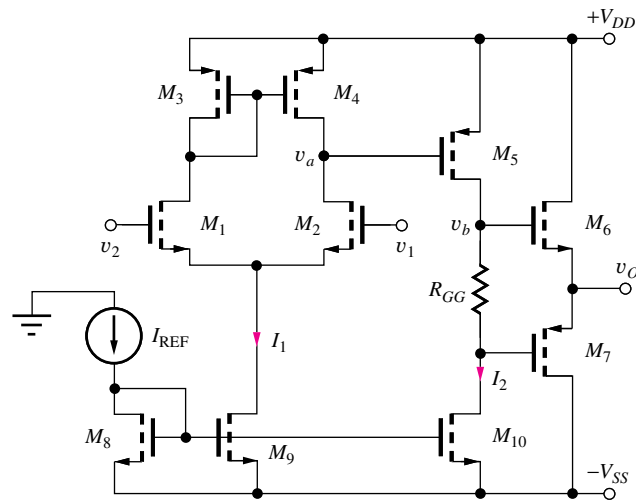 +V_DD
M_3
M_4
v_a
M_5
M_1
M_2
v_b
M_6
v_2
v_1
v_O
R_GG
I_REF
I_1
M_7
I_2
M_8
M_9
M_10
−V_SS